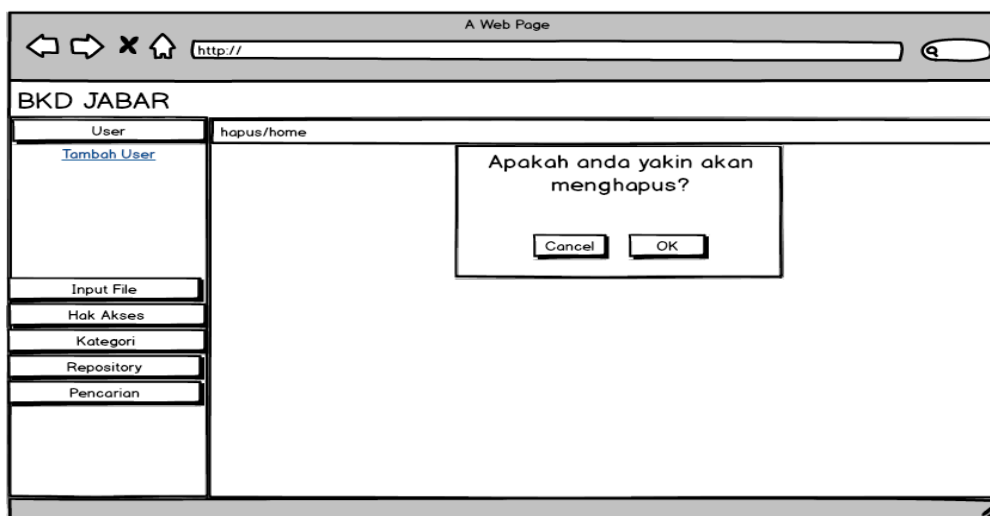 A Web Page
http://
BKD JABAR
User
hapus/home
Tambah User
Apakah anda yakin akan
menghapus?
Cancel
OK
Input File
Hak Akses
Kategori
Repository
Pencarian